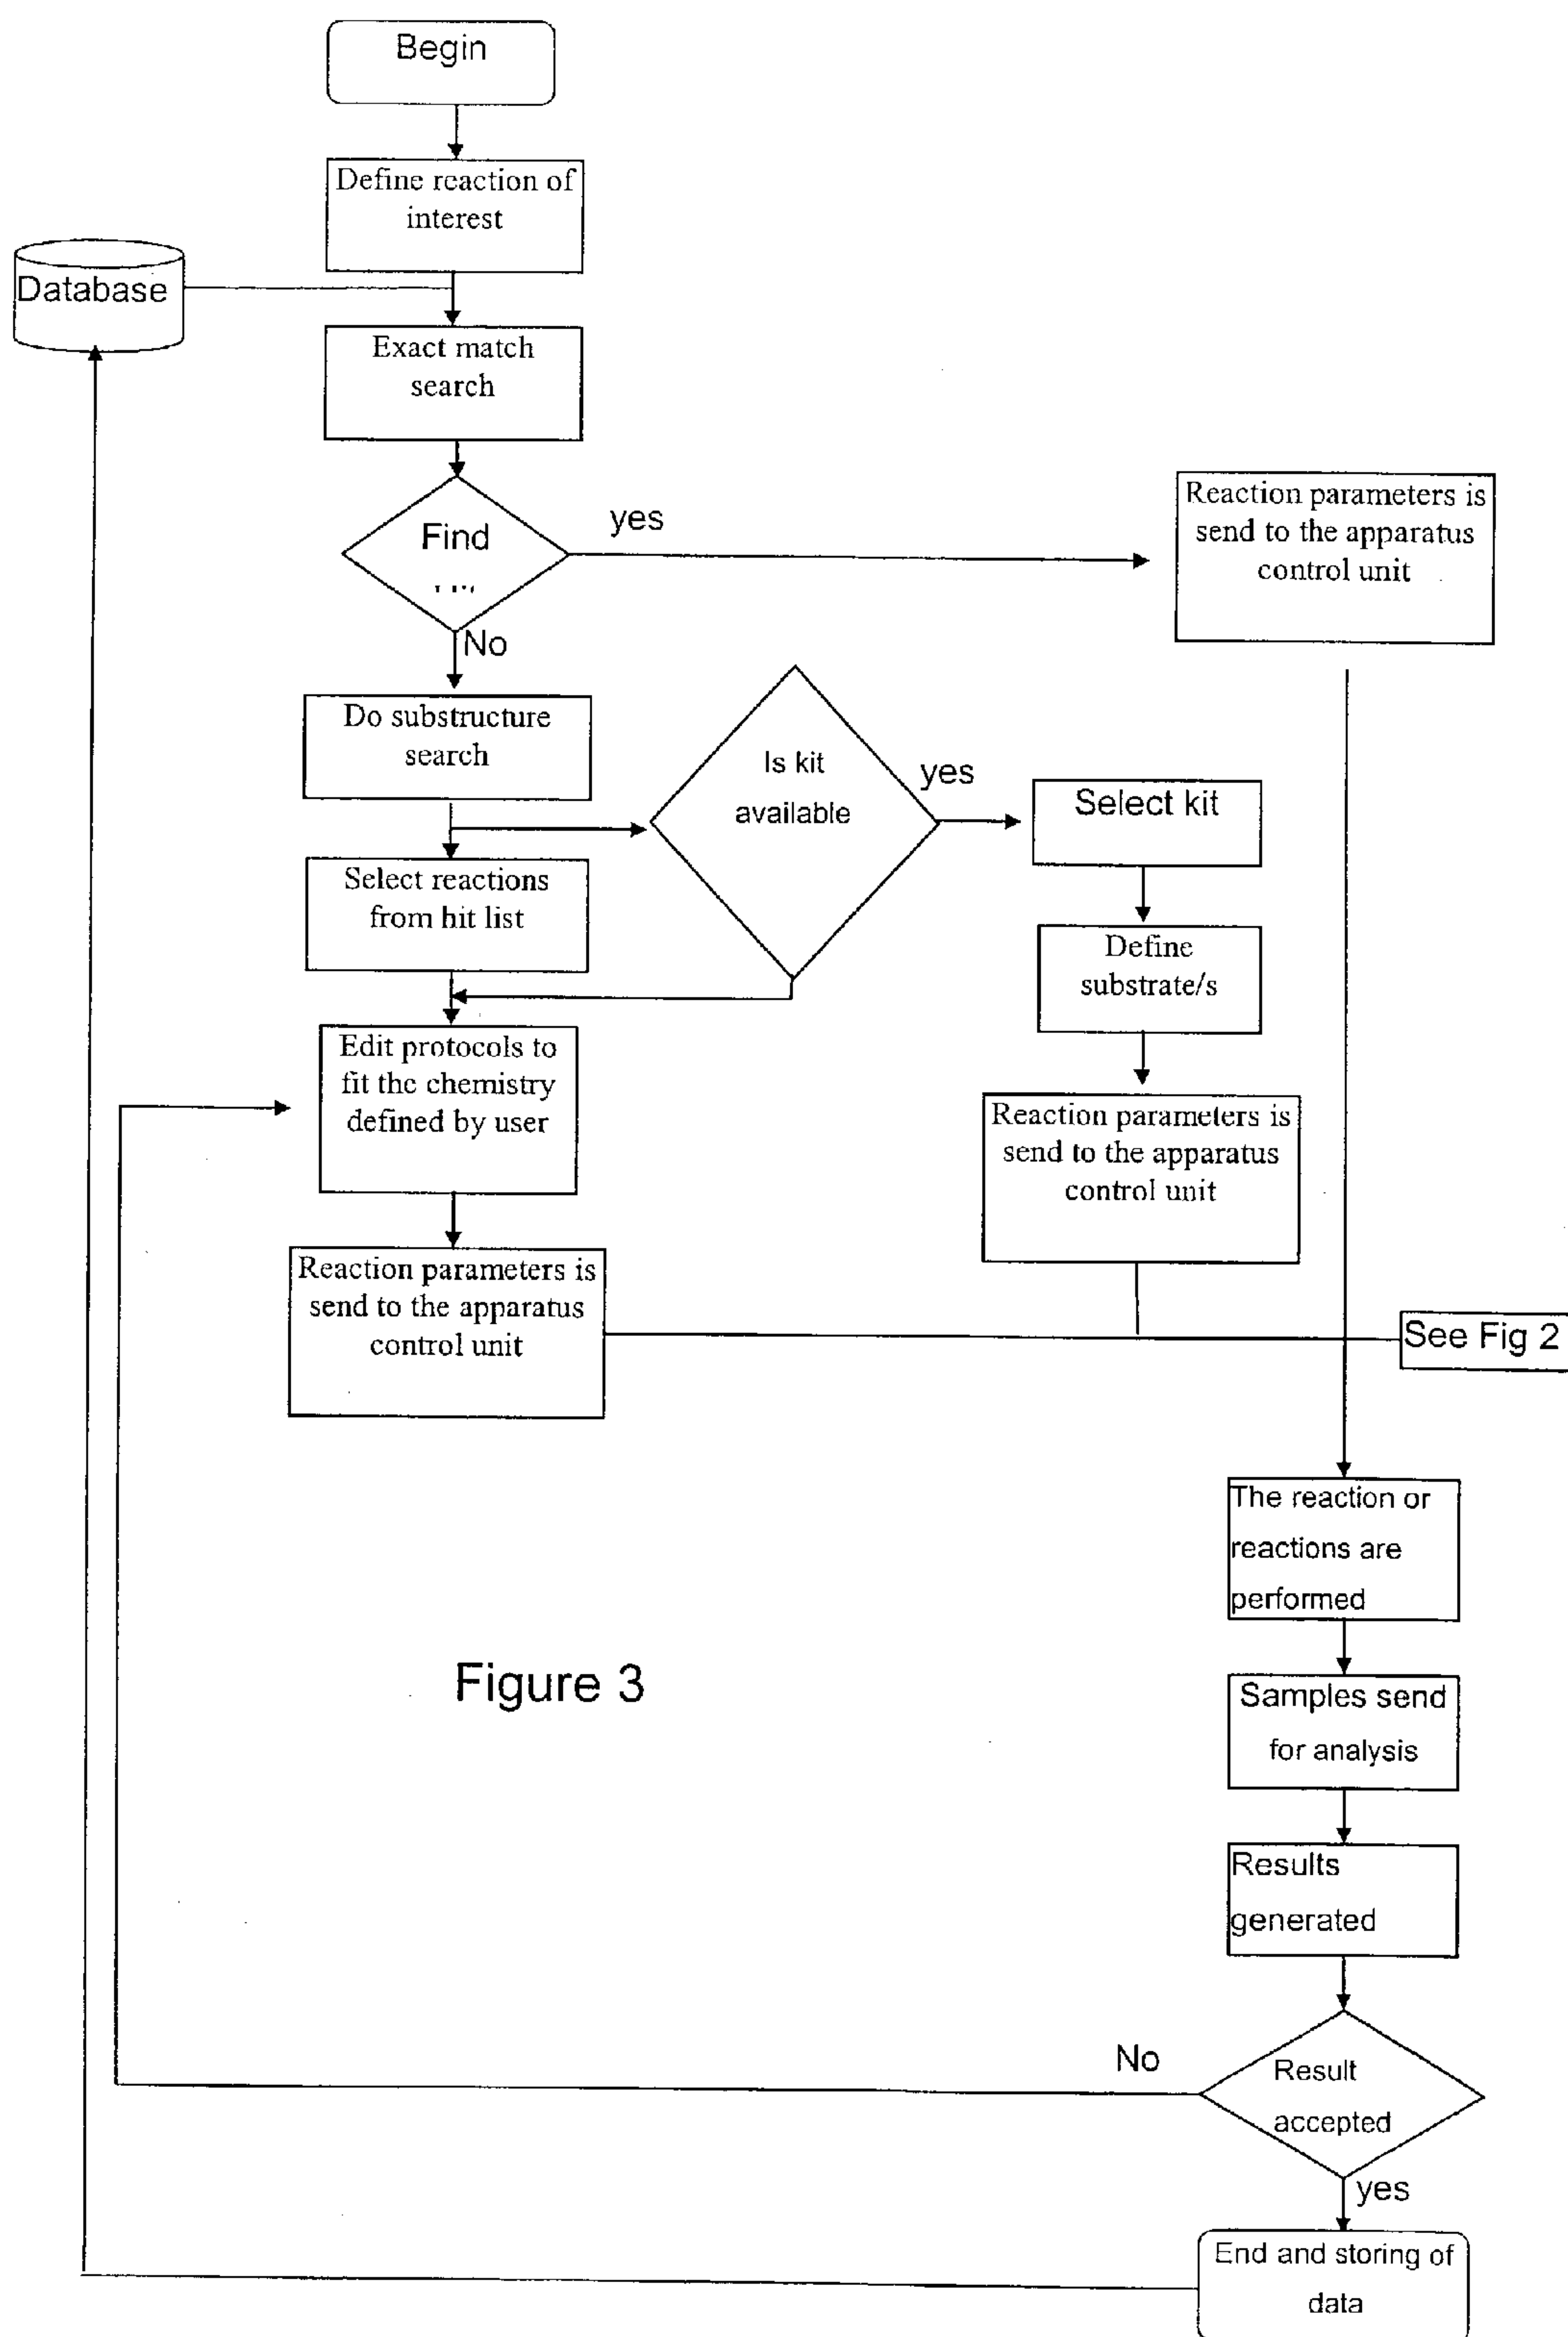 Begin
Define reaction of
interest
Database
Exact match
search
Find
yes
Reaction parameters is
send to the apparatus
control unit
No
Do substructure
search
Is kit
available
yes
Select kit
Select reactions
from hit list
Define
substrate/s
Edit protocols to
fit the chemistry
defined by user
Reaction parameters is
send to the apparatus
control unit
Reaction parameters is
send to the apparatus
control unit
See Fig 2
The reaction or
reactions are
performed
Figure 3
Samples send
for analysis
Results
generated
No
Result
accepted
yes
End and storing of
data